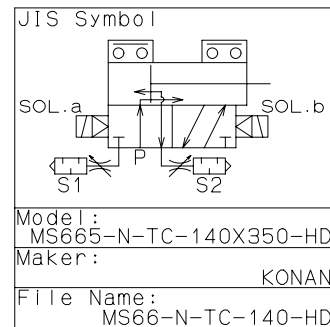 JIS Symbol
SOL.a
SOL.b
P
S1
S2
Model:
MS665-N-TC-140X350-HD
Maker:
KONAN
File Name:
MS66-N-TC-140-HD